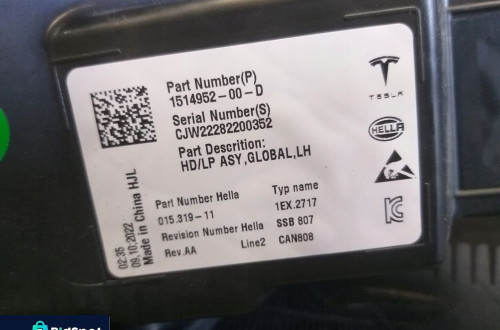 Part Number(P)
1514952-00-D
Serial Number(S)
CJW22282200352
Part Descrition:
HD/LP ASY,GLOBAL,LH
TESLA
HELLA
Part Number Hella
015.319-11
Revision Number Hella
Rev.AA
Line2
Typ name
1EX.2717
SSB 807
CAN808
02:35
09.10.2022
Made in China HJL
BidSpot